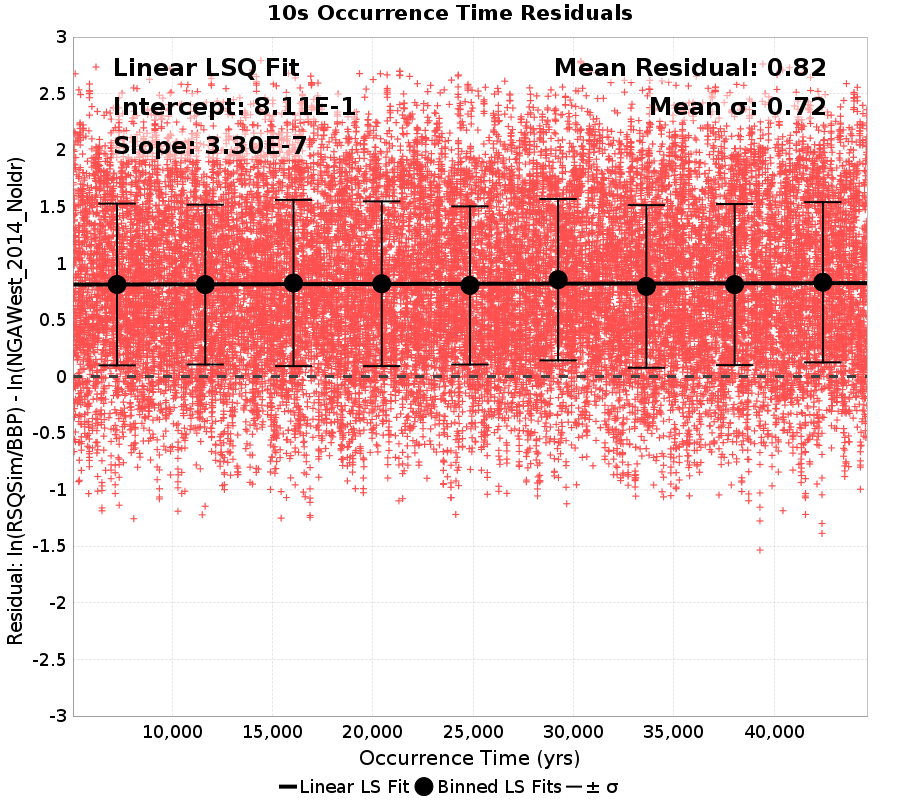 10s Occurrence Time Residuals
Linear LSQ Fit
Intercept: 8.11E-1
Slope: 3.30E-7
Mean Residual: 0.82
Mean σ: 0.72
Residual: ln(RSQSim/BBP) - ln(NGAWest_2014_NoIdr)
3
2.5
2
1.5
1
0.5
0
-0.5
-1
-1.5
-2
-2.5
-3
10,000 15,000 20,000 25,000 30,000 35,000 40,000
Occurrence Time (yrs)
Linear LS Fit Binned LS Fits ± σ